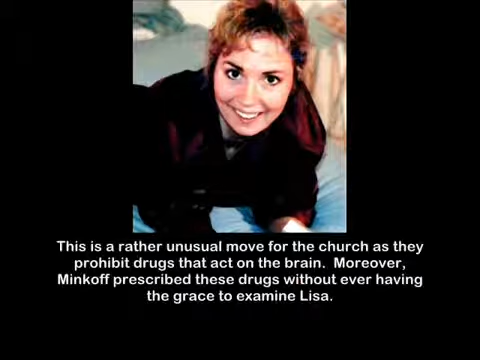 This is a rather unusual move for the church as they
prohibit drugs that act on the brain.  Moreover,
Minkoff prescribed these drugs without ever having
the grace to examine Lisa.